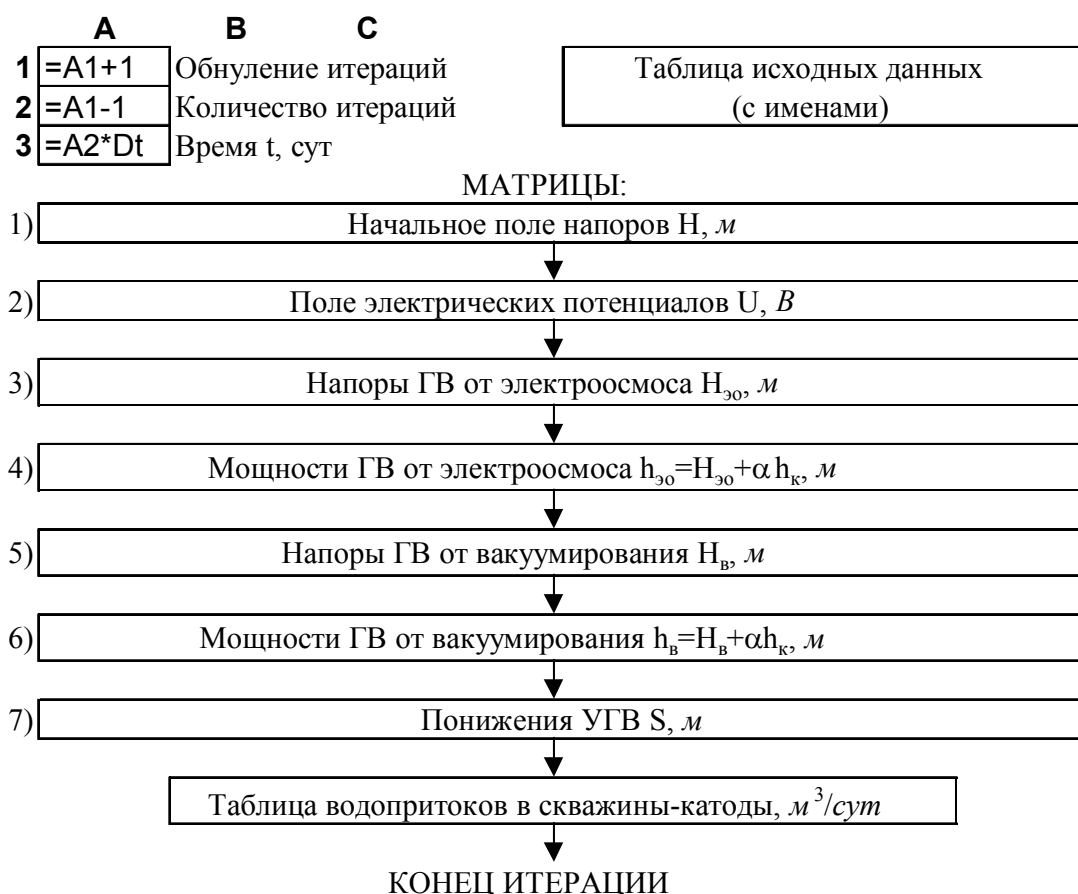 A B C
1 =A1+1 Обнуление итераций Таблица исходных данных
2 =A1-1 Количество итераций (с именами)
3 =A2*Dt Время t, сут
МАТРИЦЫ:
1) Начальное поле напоров H, м
2) Поле электрических потенциалов U, В
3) Напоры ГВ от электроосмоса Hэо, м
4) Мощности ГВ от электроосмоса hэо=Hэо+α hк, м
5) Напоры ГВ от вакуумирования Hв, м
6) Мощности ГВ от вакуумирования hв=Hв+αhк, м
7) Понижения УГВ S, м
Таблица водопритоков в скважины-катоды, м³/сут
КОНЕЦ ИТЕРАЦИИ